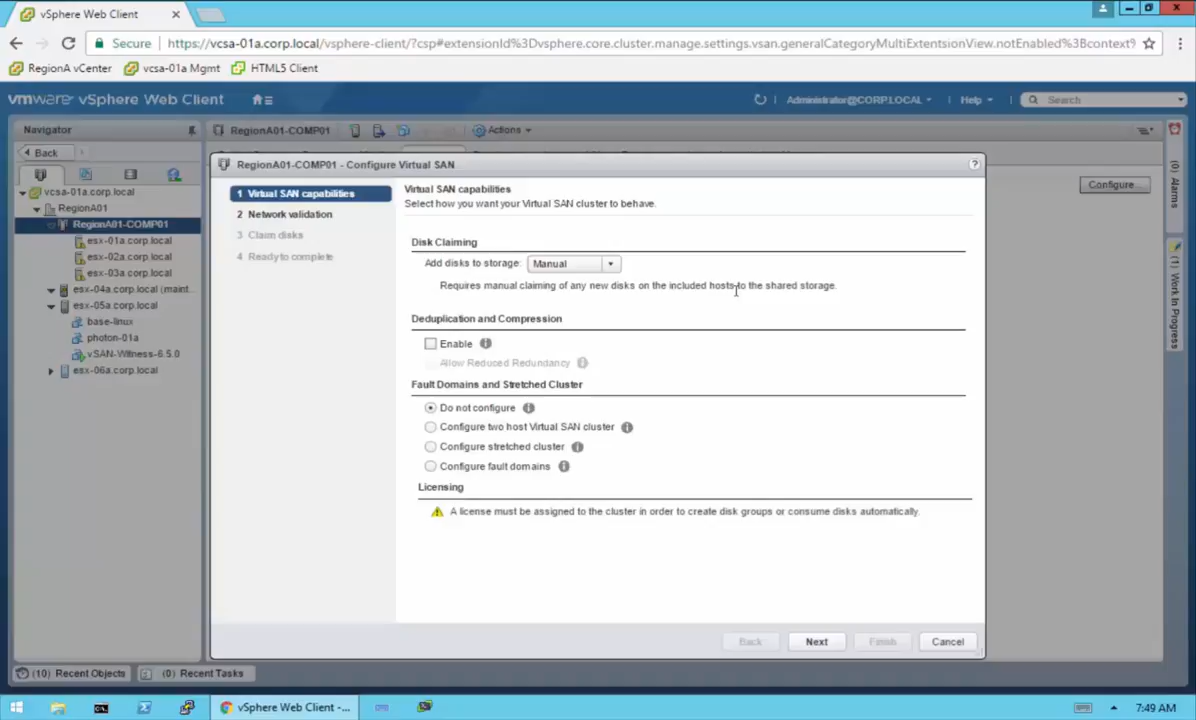 vSphere Web Client
Secure https://vcsa-01a.corp.local/vsphere-client/?csp#extensionId%3Dvsphere.core.cluster.manage.settings.vsan.generalCategoryMultiExtentsionView.notEnabled%3Bcontext%
RegionA vCenter vcsa-01a Mgmt HTML5 Client
vmware vSphere Web Client Administrator@CORP.LOCAL Help Search
Navigator RegionA01-COMP01 Actions
Back
RegionA01-COMP01 - Configure Virtual SAN
vcsa-01a.corp.local
RegionA01
RegionA01-COMP01
esx-01a.corp.local
esx-02a.corp.local
esx-03a.corp.local
esx-04a.corp.local (maint...
esx-05a.corp.local
base-linux
photon-01a
vSAN-Witness-6.5.0
esx-06a.corp.local
1 Virtual SAN capabilities
2 Network validation
3 Claim disks
4 Ready to complete
Virtual SAN capabilities
Select how you want your Virtual SAN cluster to behave.
Disk Claiming
Add disks to storage: Manual
Requires manual claiming of any new disks on the included hosts to the shared storage.
Deduplication and Compression
Enable
Allow Reduced Redundancy
Fault Domains and Stretched Cluster
Do not configure
Configure two host Virtual SAN cluster
Configure stretched cluster
Configure fault domains
Licensing
A license must be assigned to the cluster in order to create disk groups or consume disks automatically.
Back Next Finish Cancel
Configure...
(0) Alarms
(1) Work In Progress
(10) Recent Objects (0) Recent Tasks
vSphere Web Client -... 7:49 AM